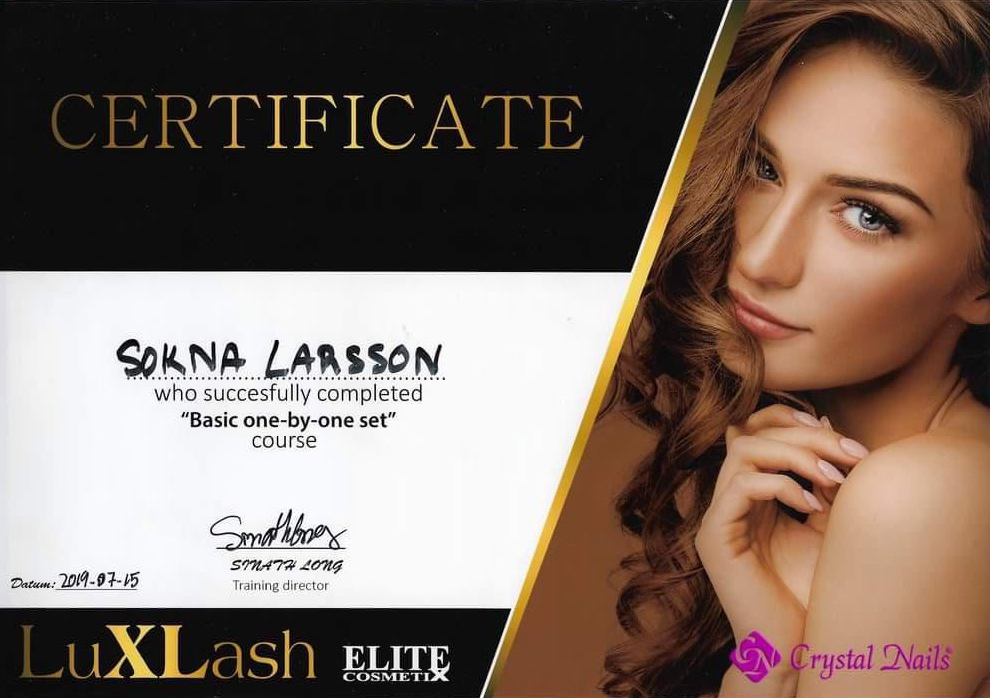 CERTIFICATE
SOKNA LARSSON
who succesfully completed
“Basic one-by-one set”
course
SINATH LONG
Training director
Datum: 2019-07-15
LuXLash
ELITE
COSMETIX
Crystal Nails®